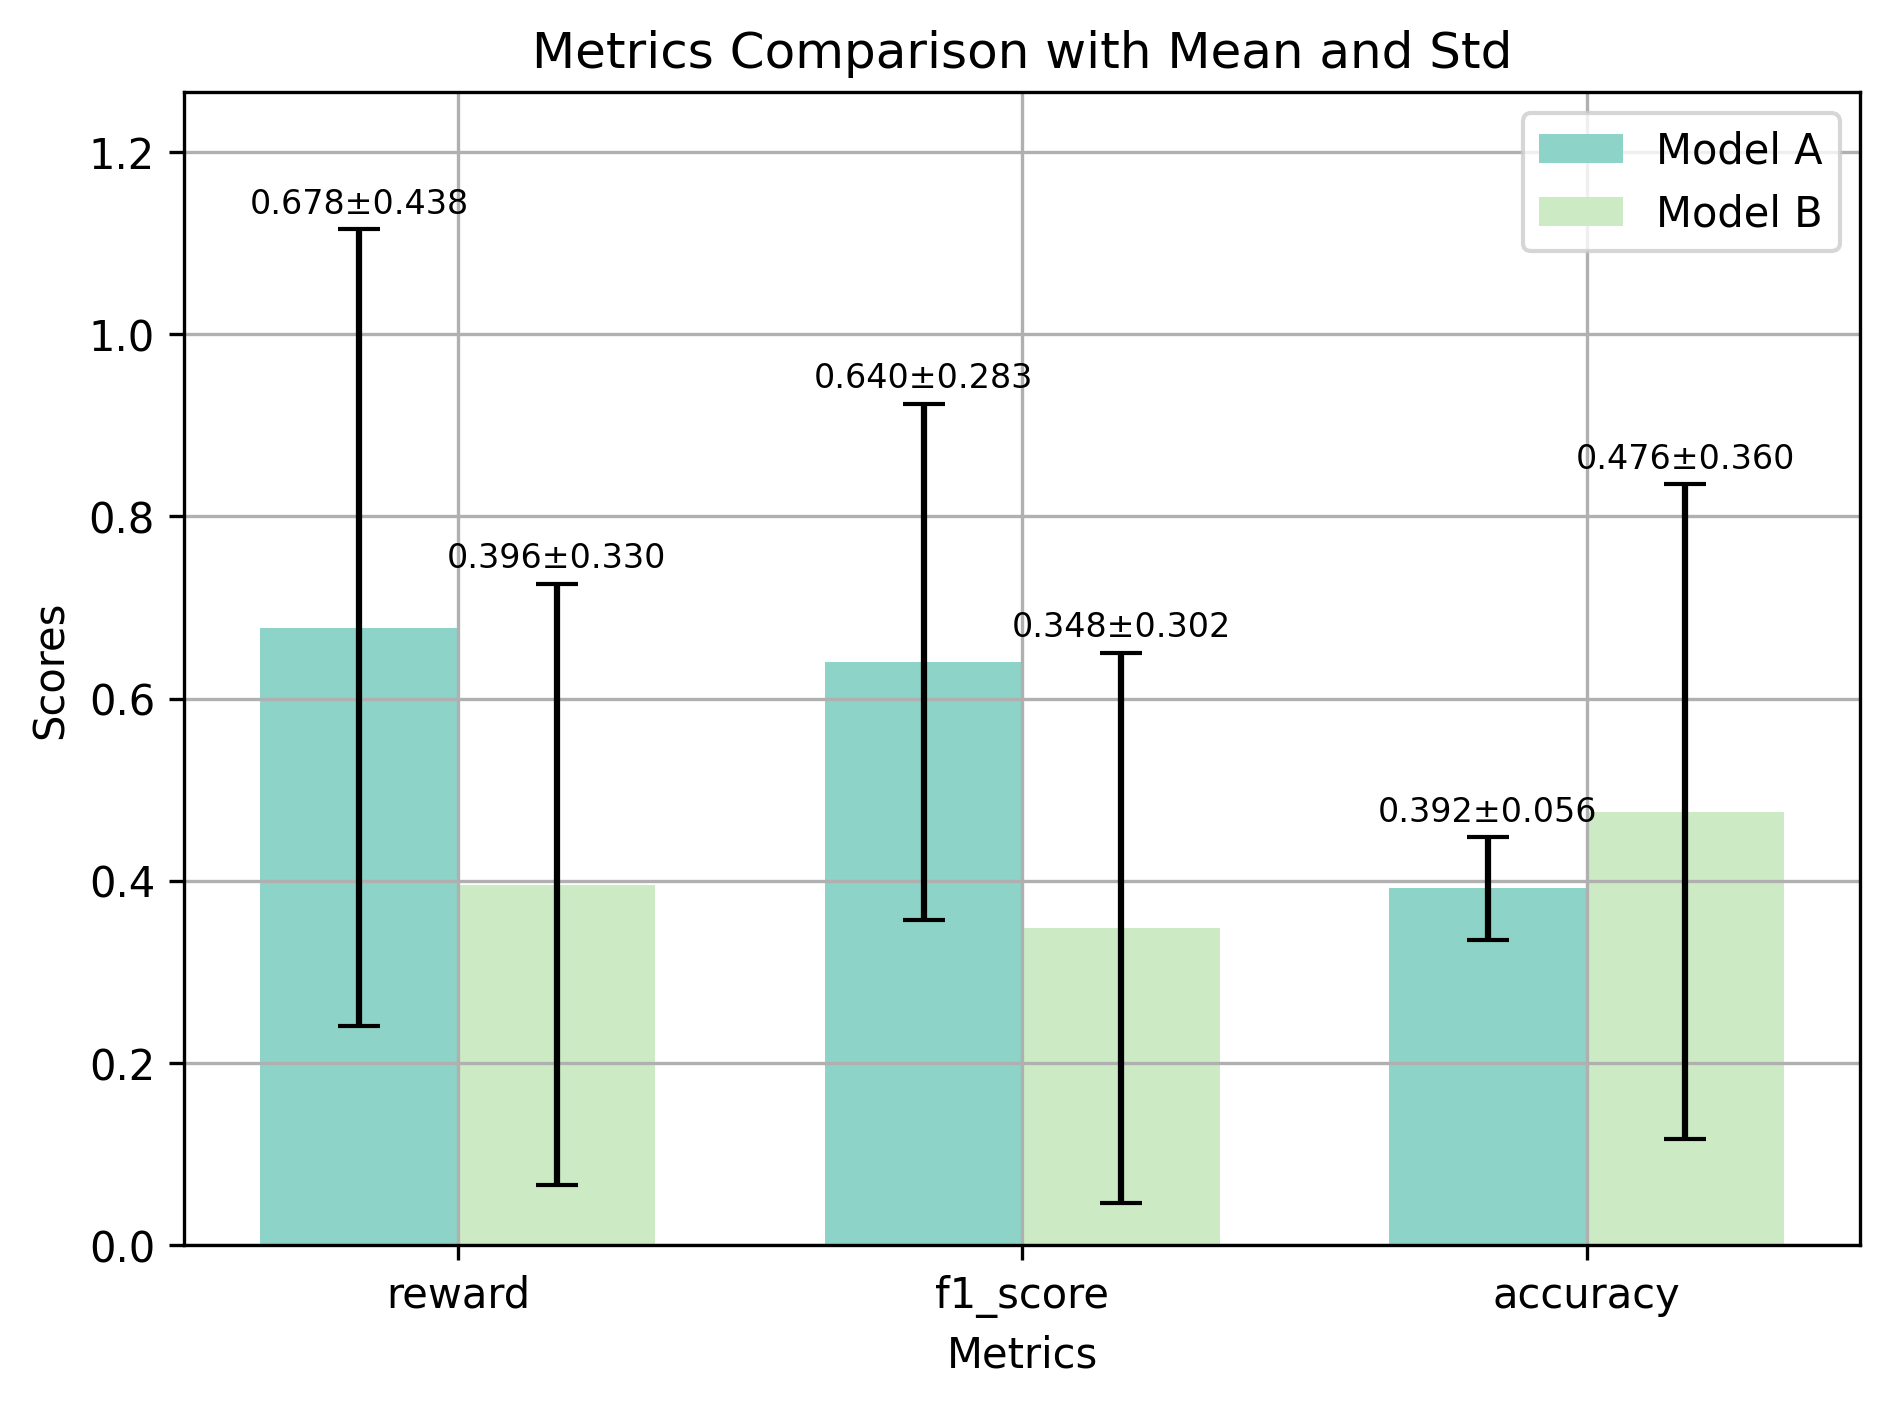 Metrics Comparison with Mean and Std
Model A
Model B
1.2
1.0
0.8
0.6
0.4
0.2
0.0
Scores
0.678±0.438
0.396±0.330
0.640±0.283
0.348±0.302
0.392±0.056
0.476±0.360
reward
f1_score
accuracy
Metrics